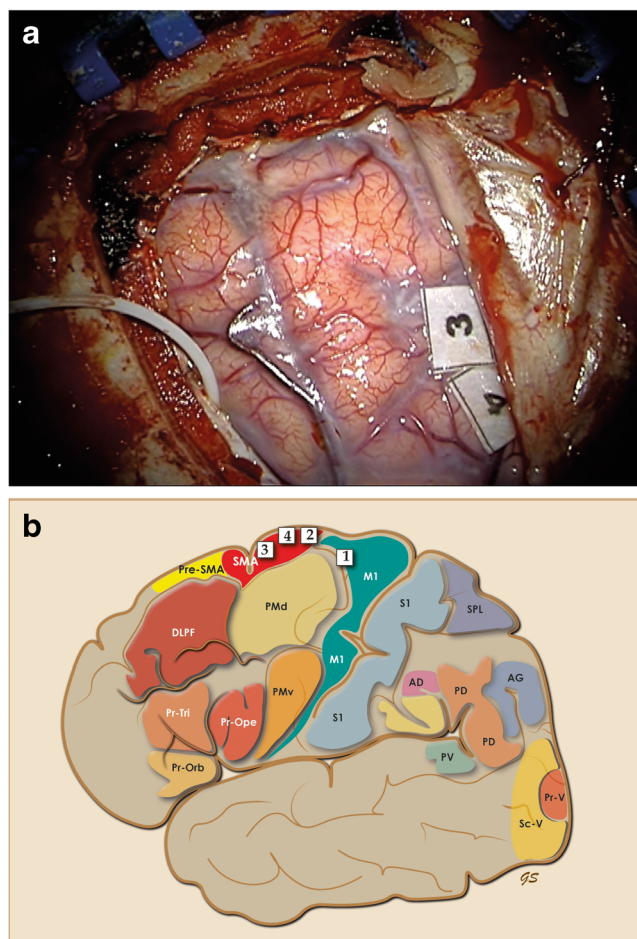 a
3
4
b
SMA
3
4
2
1
Pre-SMA
M1
PMd
S1
SPL
DLPF
M1
PMv
AD
PD
AG
Pr-Tri
Pr-Ope
S1
PD
PV
Pr-Orb
Pr-V
Sc-V
GS